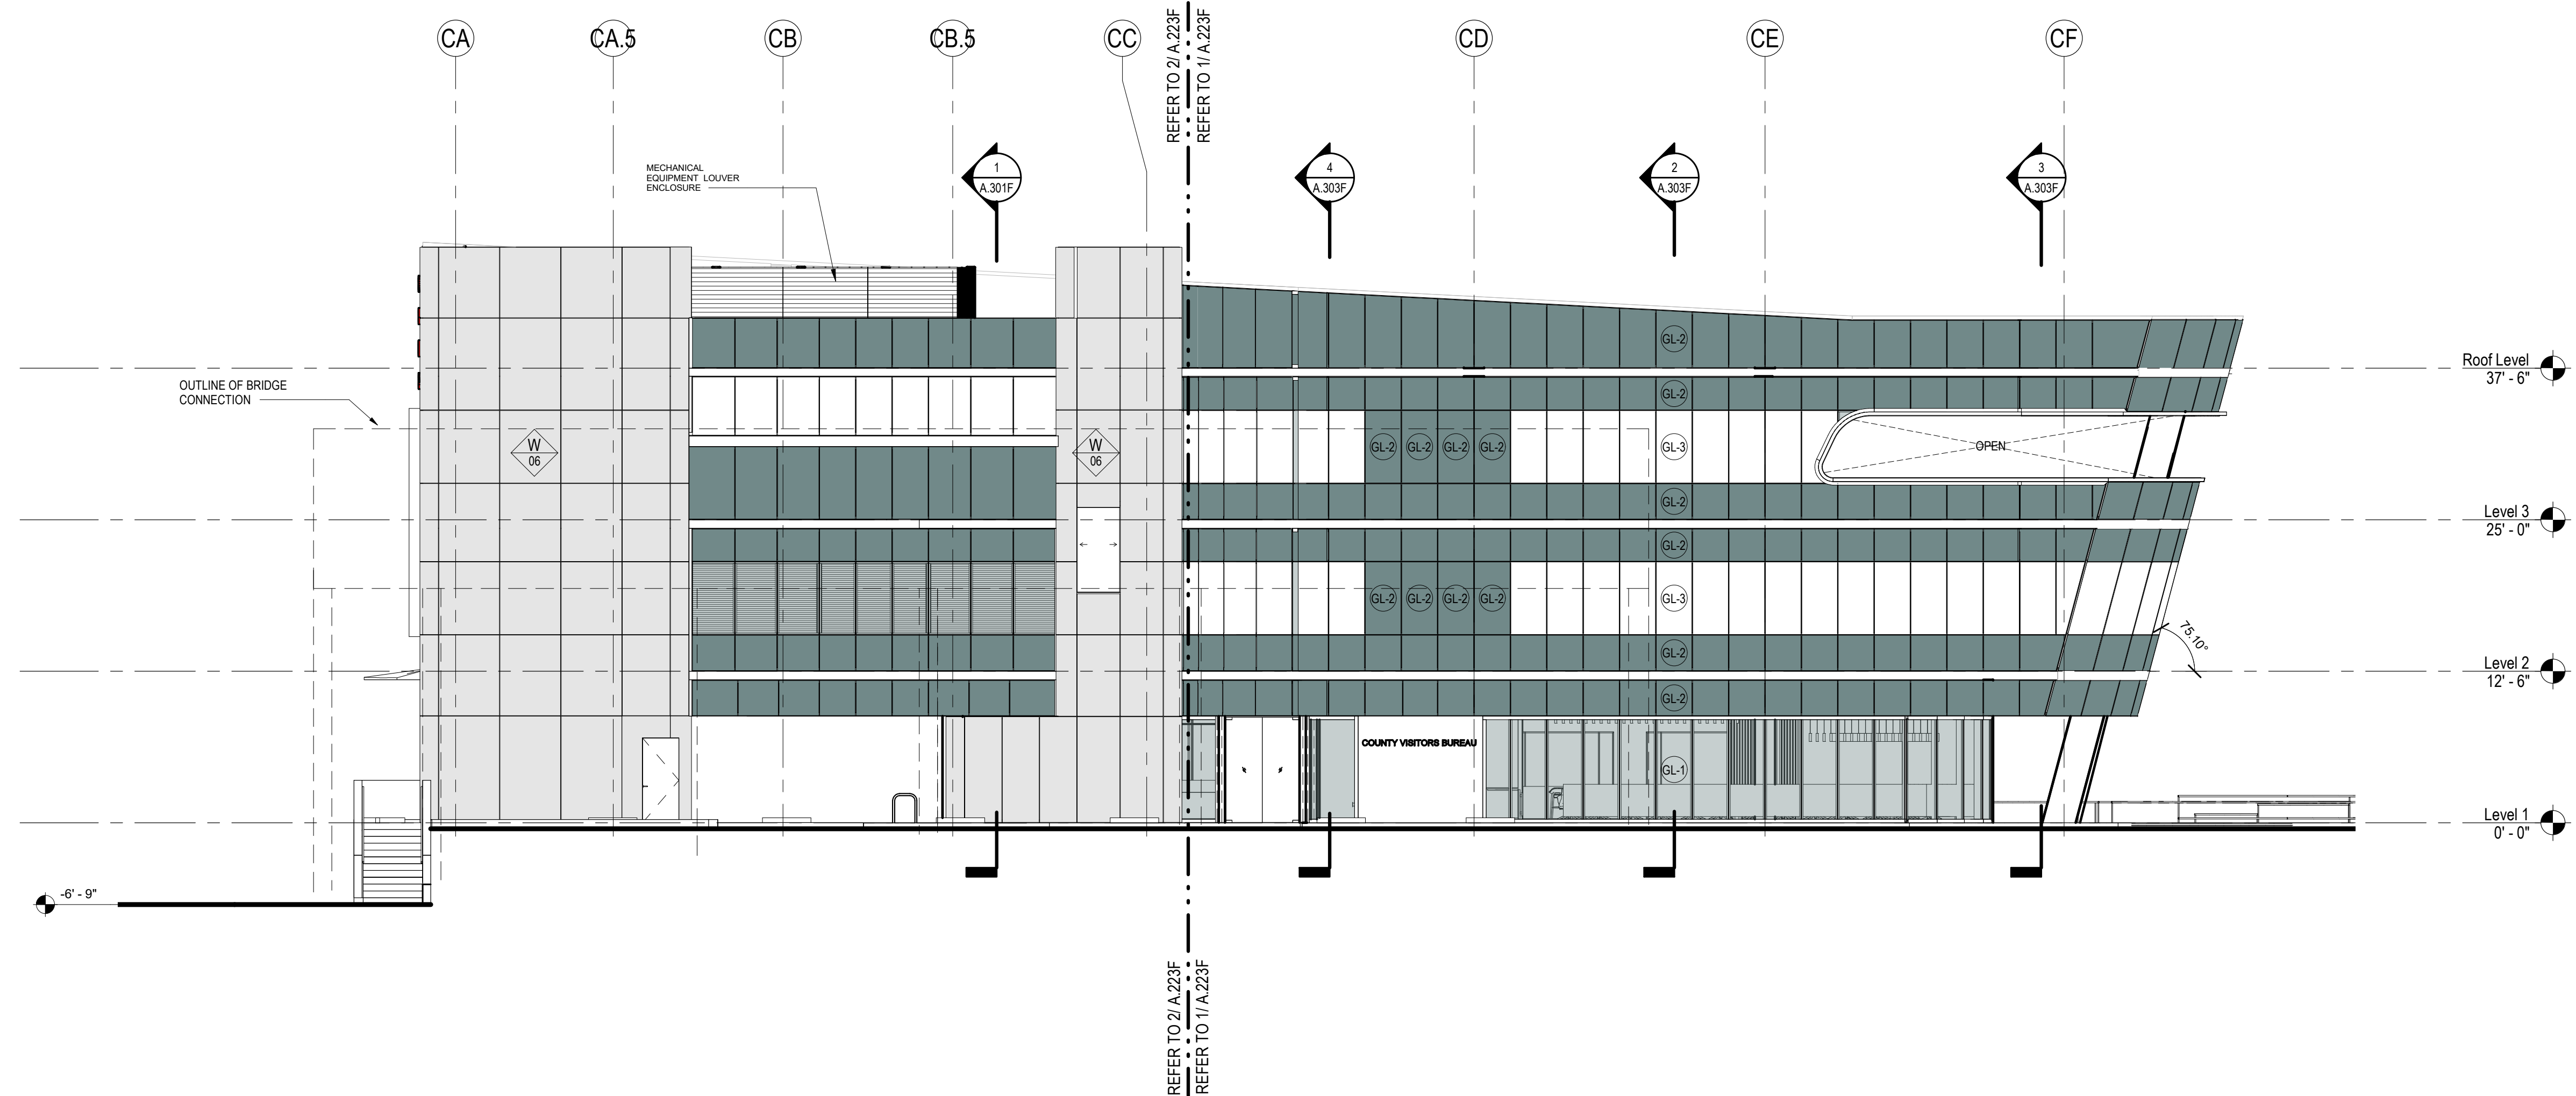 CA
CA.5
CB
CB.5
CC
CD
CE
CF
REFER TO 2/ A.223F
REFER TO 1/ A.223F
1
A.301F
4
A.303F
2
A.303F
3
A.303F
MECHANICAL
EQUIPMENT LOUVER
ENCLOSURE
OUTLINE OF BRIDGE
CONNECTION
W
06
W
06
GL-2
GL-2
GL-2
GL-2
GL-2
GL-2
GL-3
OPEN
GL-2
GL-2
GL-2
GL-2
GL-2
GL-2
GL-3
GL-2
GL-2
75.10°
COUNTY VISITORS BUREAU
GL-1
Roof Level
37' - 6"
Level 3
25' - 0"
Level 2
12' - 6"
Level 1
0' - 0"
-6' - 9"
REFER TO 2/ A.223F
REFER TO 1/ A.223F